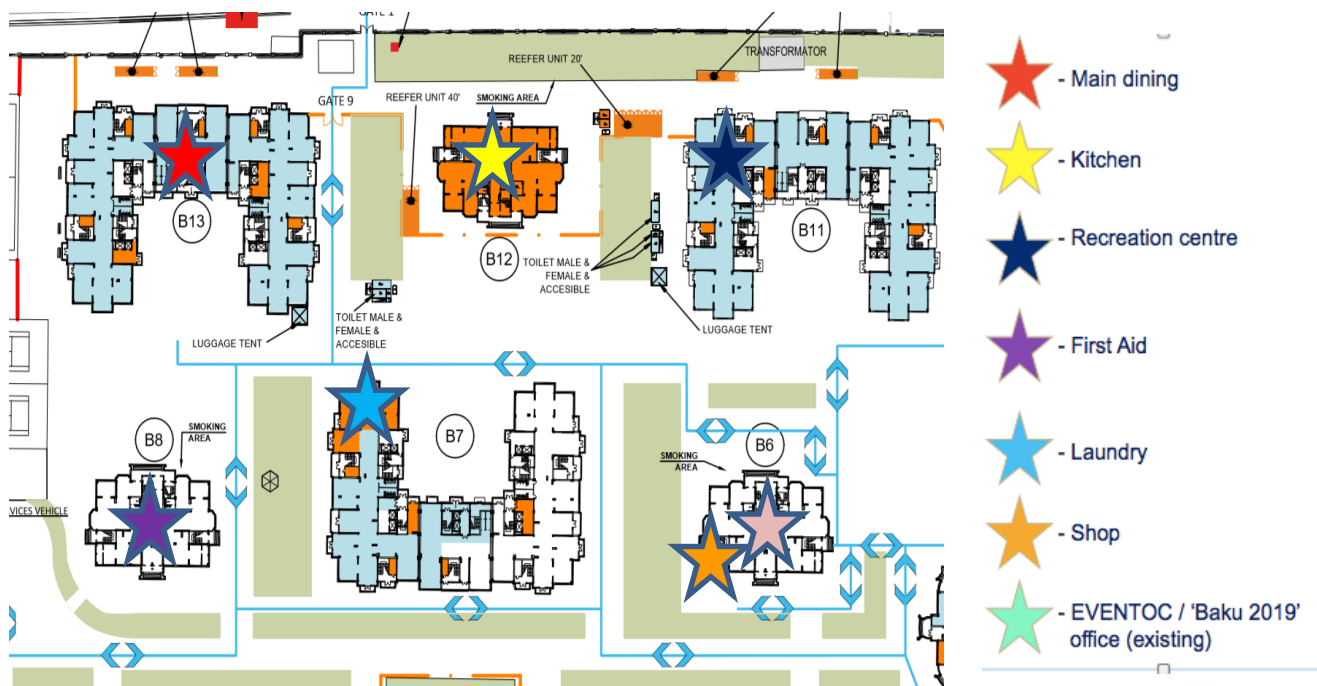 GATE 1
TRANSFORMATOR
REEFER UNIT 20'
REEFER UNIT 40'
SMOKING AREA
GATE 9
B13
B12
B11
TOILET MALE &
FEMALE &
ACCESIBLE
TOILET MALE &
FEMALE &
ACCESIBLE
LUGGAGE TENT
LUGGAGE TENT
B8
SMOKING
AREA
B7
B6
SMOKING
AREA
VICES VEHICLE
- Main dining
- Kitchen
- Recreation centre
- First Aid
- Laundry
- Shop
- EVENTOC / 'Baku 2019'
office (existing)